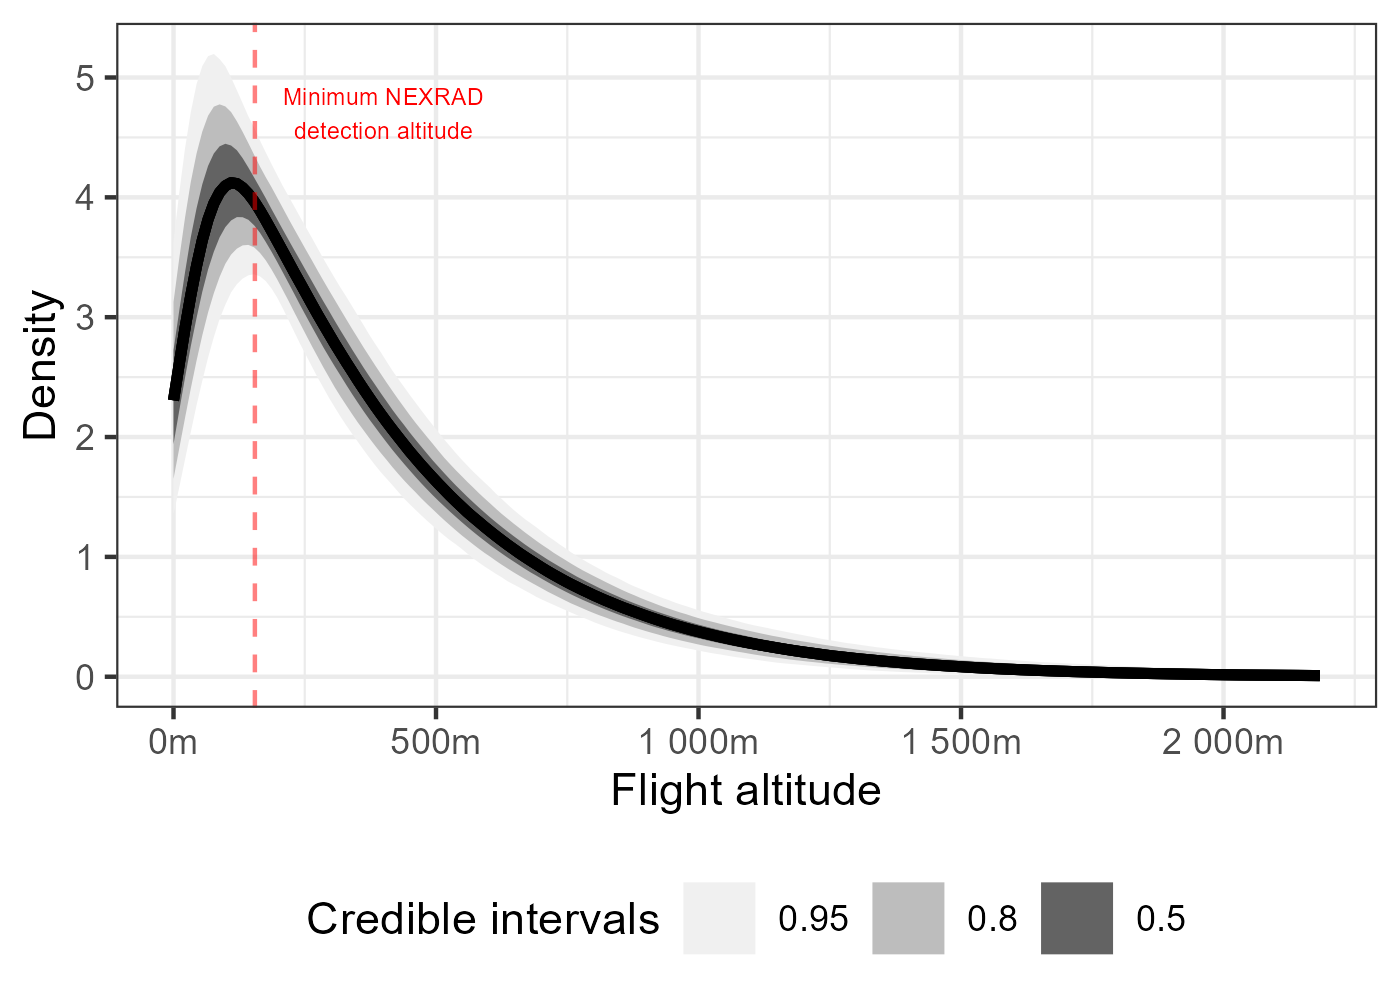 Minimum NEXRAD
detection altitude
Density
5
4
3
2
1
0
0m 500m 1 000m 1 500m 2 000m
Flight altitude
Credible intervals 0.95 0.8 0.5